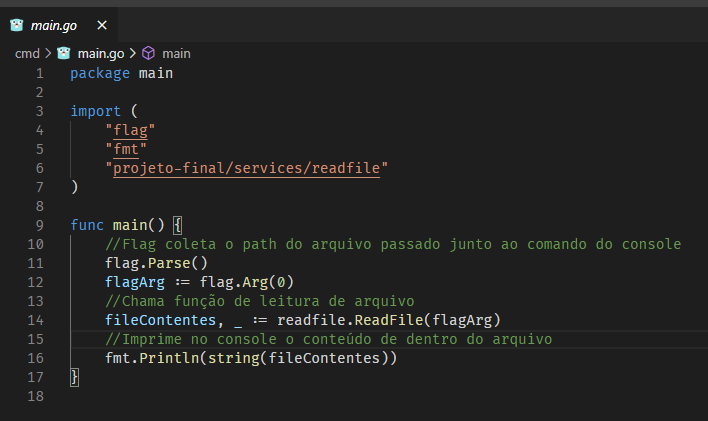 main.go ×
cmd > main.go > main
1 package main
2
3 import (
4     "flag"
5     "fmt"
6     "projeto-final/services/readfile"
7 )
8
9 func main() {
10     //Flag coleta o path do arquivo passado junto ao comando do console
11     flag.Parse()
12     flagArg := flag.Arg(0)
13     //Chama função de leitura de arquivo
14     fileContentes, _ := readfile.ReadFile(flagArg)
15     //Imprime no console o conteúdo de dentro do arquivo
16     fmt.Println(string(fileContentes))
17 }
18